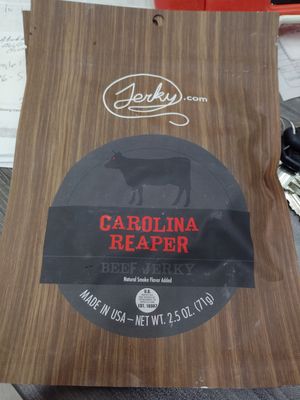 Jerky.com
CAROLINA
REAPER
BEEF JERKY
Natural Smoke Flavor Added
MADE IN USA—NET WT. 2.5 OZ. (71g)